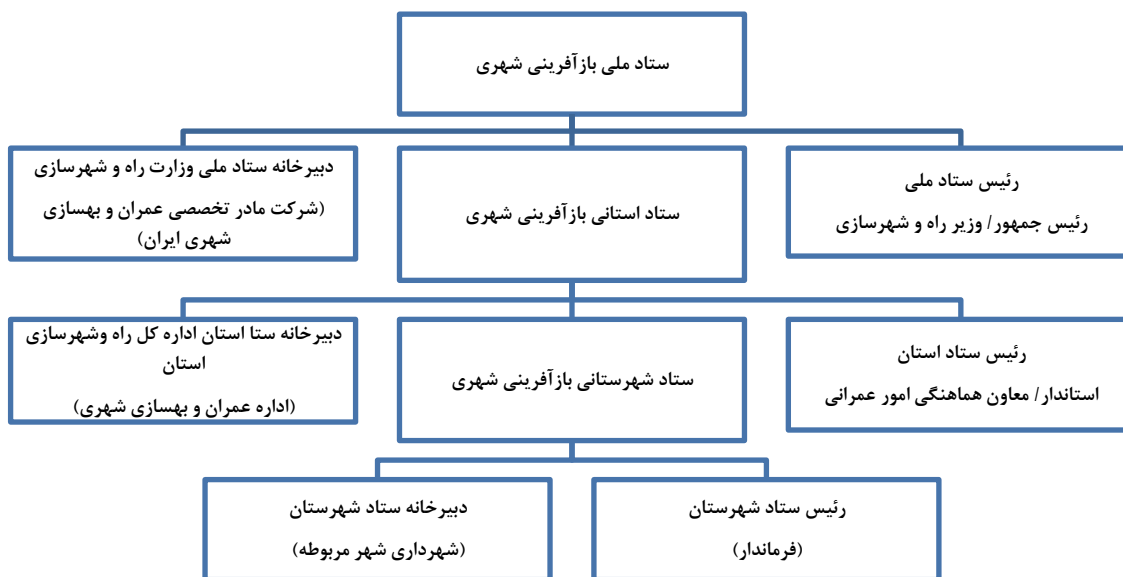 ستاد ملی بازآفرینی شهری
رئیس ستاد ملی
رئیس جمهور/ وزیر راه و شهرسازی
ستاد استانی بازآفرینی شهری
دبیرخانه ستاد ملی وزارت راه و شهرسازی
(شرکت مادر تخصصی عمران و بهسازی
شهری ایران)
رئیس ستاد استان
استاندار/ معاون هماهنگی امور عمرانی
ستاد شهرستانی بازآفرینی شهری
دبیرخانه ستا استان اداره کل راه وشهرسازی
استان
(اداره عمران و بهسازی شهری)
رئیس ستاد شهرستان
(فرماندار)
دبیرخانه ستاد شهرستان
(شهرداری شهر مربوطه)